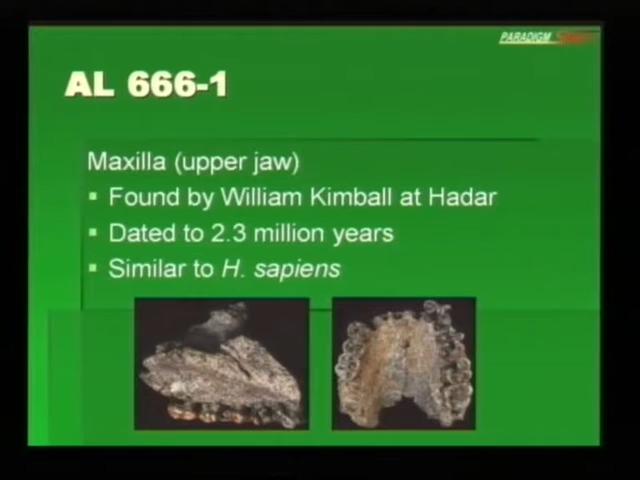 PARADIGM
AL 666-1
Maxilla (upper jaw)
▪ Found by William Kimball at Hadar
▪ Dated to 2.3 million years
▪ Similar to H. sapiens